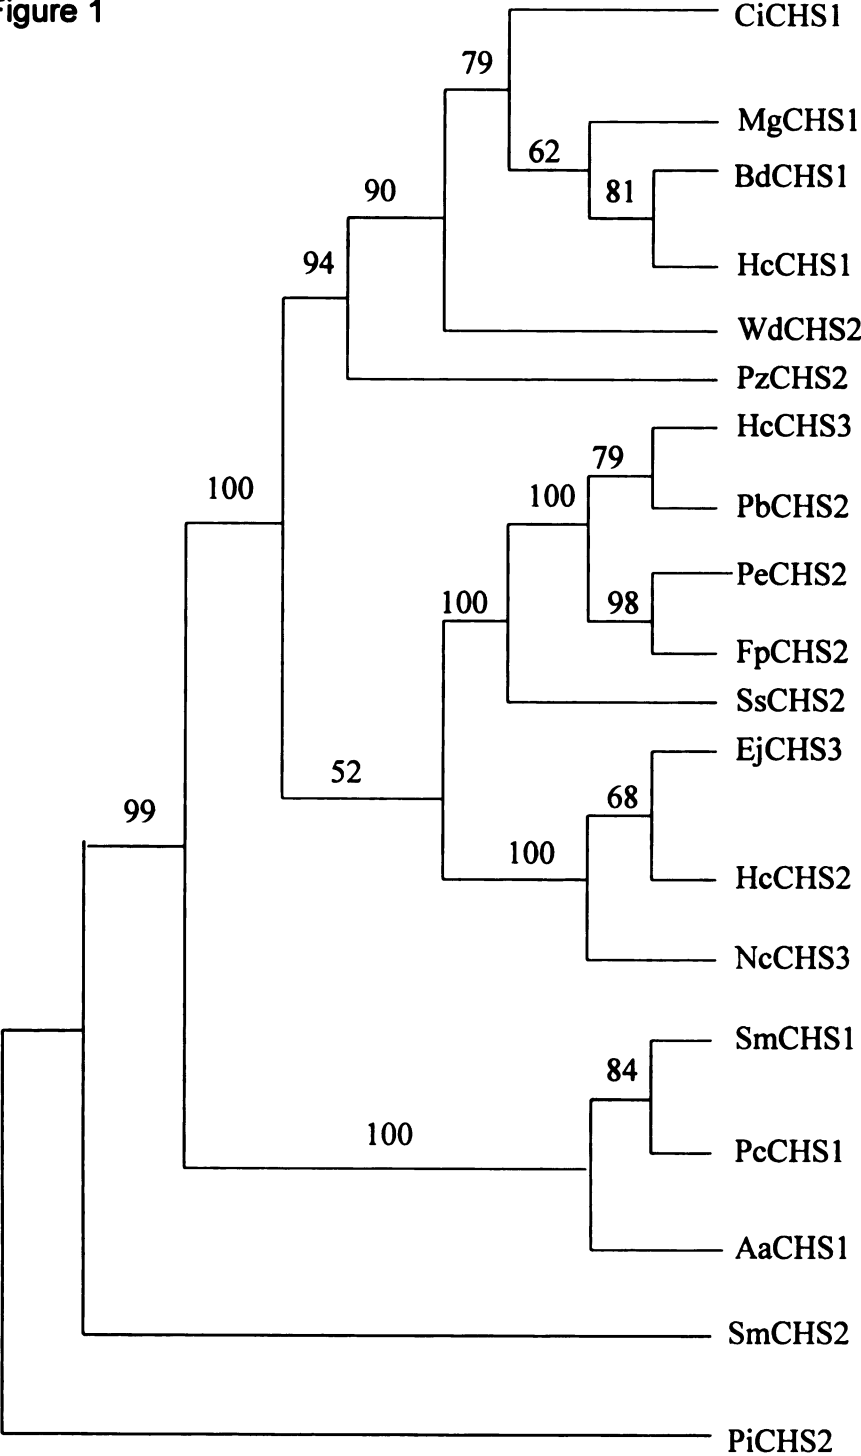 Figure 1
CiCHS1
79
MgCHS1
62
BdCHS1
81
90
HcCHS1
94
WdCHS2
PzCHS2
HcCHS3
79
100
100
PbCHS2
PeCHS2
100
98
FpCHS2
SsCHS2
EjCHS3
52
68
99
100
HcCHS2
NcCHS3
SmCHS1
84
100
PcCHS1
AaCHS1
SmCHS2
PiCHS2